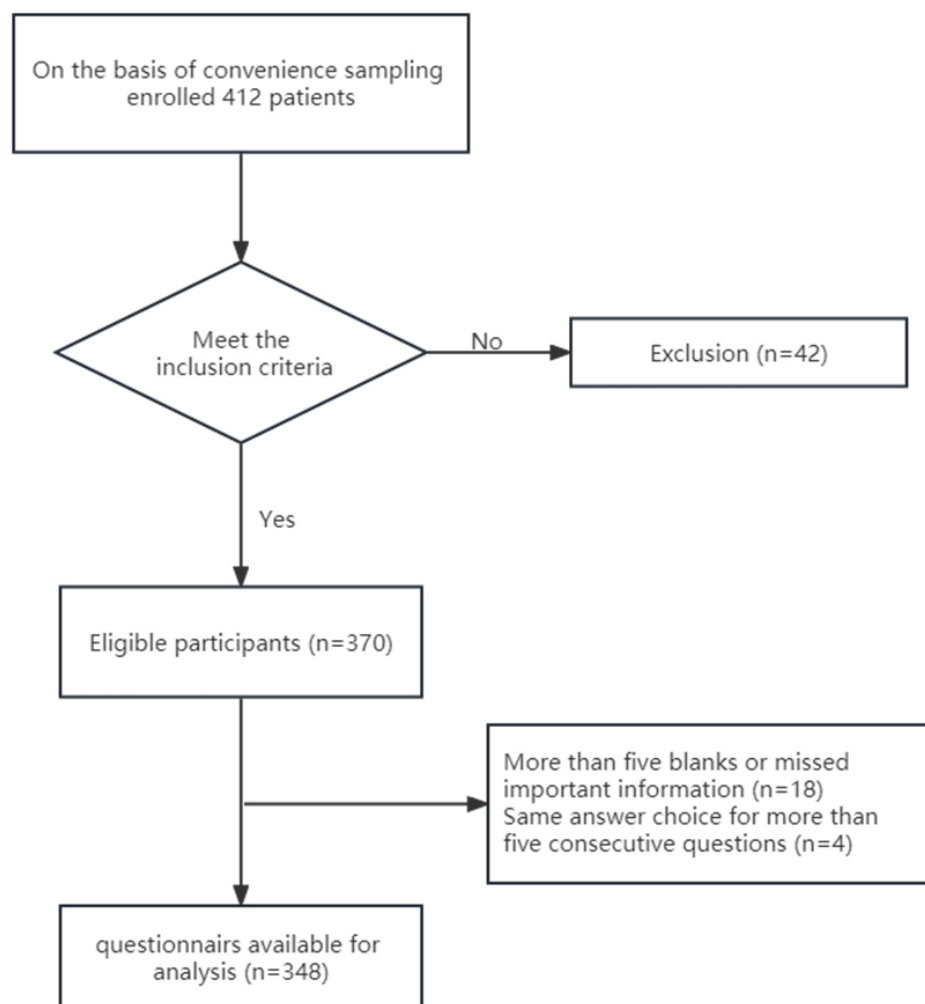 On the basis of convenience sampling
enrolled 412 patients
Meet the
inclusion criteria
No
Exclusion (n=42)
Yes
Eligible participants (n=370)
More than five blanks or missed
important information (n=18)
Same answer choice for more than
five consecutive questions (n=4)
questionnairs available for
analysis (n=348)